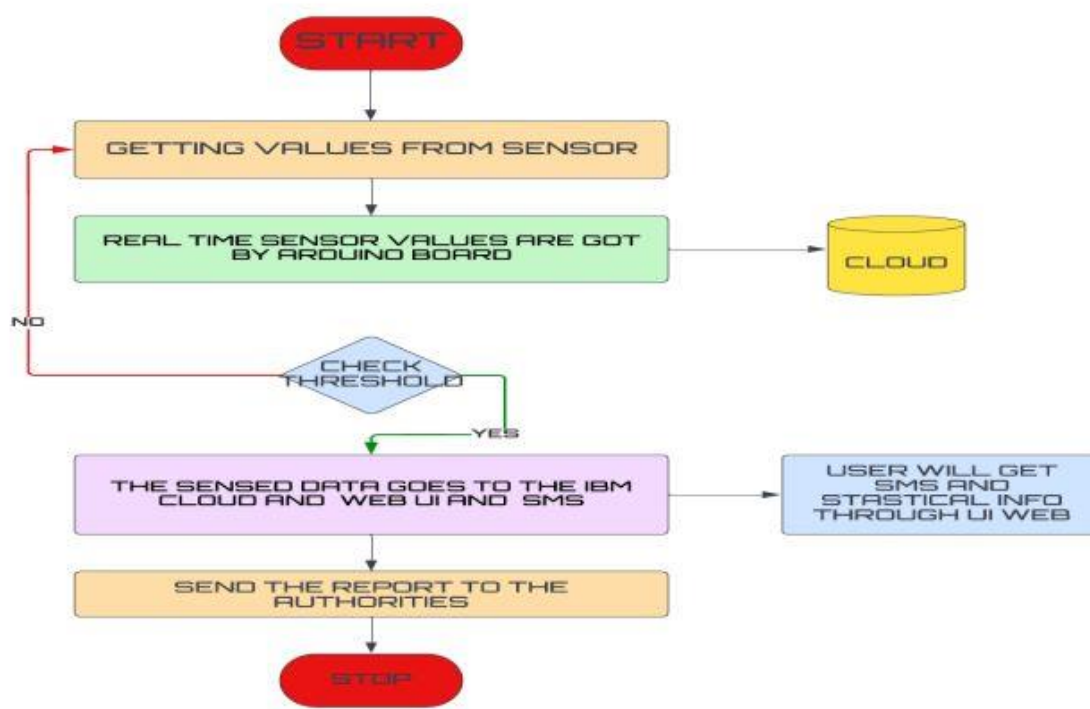 START
GETTING VALUES FROM SENSOR
REAL TIME SENSOR VALUES ARE GOT
BY ARDUINO BOARD
CLOUD
NO
CHECK
THRESHOLD
YES
THE SENSED DATA GOES TO THE IBM
CLOUD AND WEB UI AND SMS
USER WILL GET
SMS AND
STASTICAL INFO
THROUGH UI WEB
SEND THE REPORT TO THE
AUTHORITIES
STOP